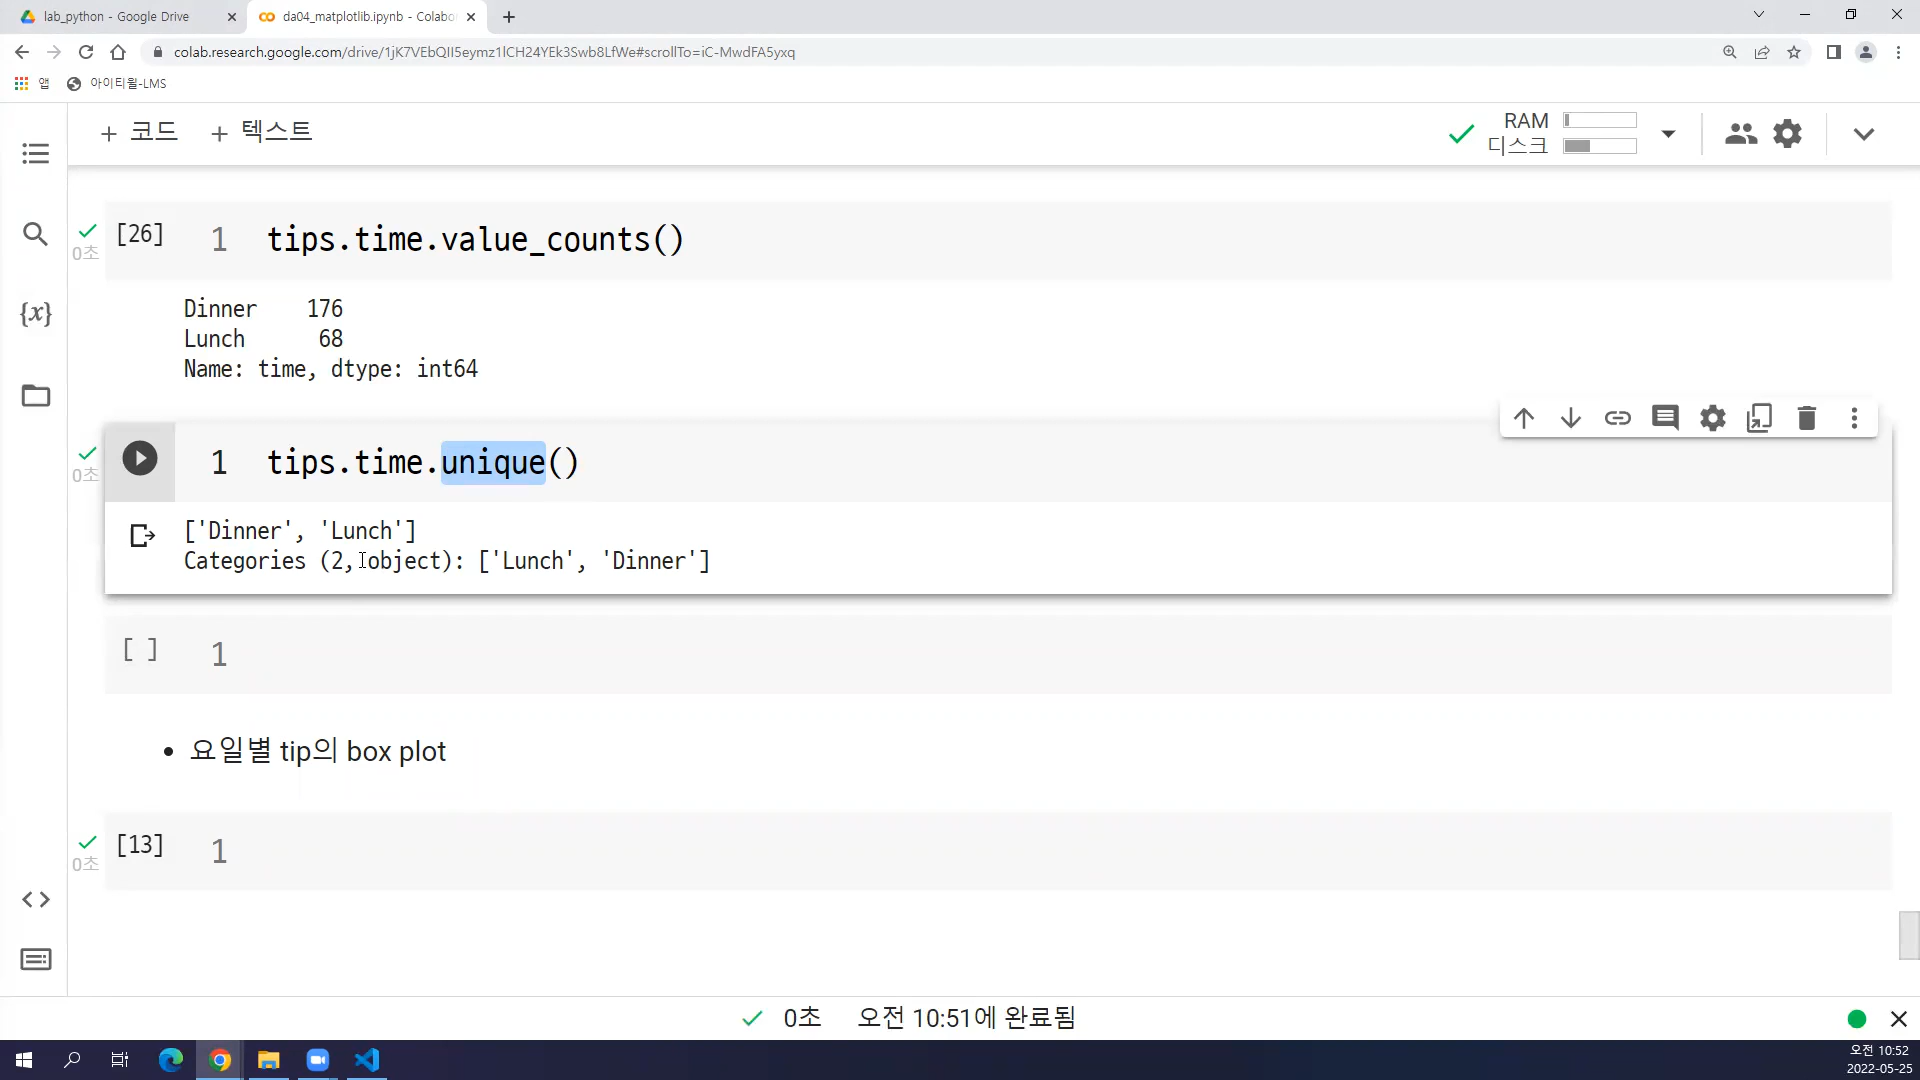 lab_python - Google Drive
da04_matplotlib.ipynb - Colabo
colab.research.google.com/drive/1jK7VEbQII5eymz1lCH24YEk3Swb8LfWe#scrollTo=iC-MwdFA5yxq
앱
아이티윌-LMS
+ 코드
+ 텍스트
RAM
디스크
[26]
0초
1 tips.time.value_counts()
Dinner 176
Lunch 68
Name: time, dtype: int64
0초
1 tips.time.unique()
['Dinner', 'Lunch']
Categories (2, object): ['Lunch', 'Dinner']
[ ] 1
• 요일별 tip의 box plot
[13] 1
0초
0초 오전 10:51에 완료됨
오전 10:52
2022-05-25